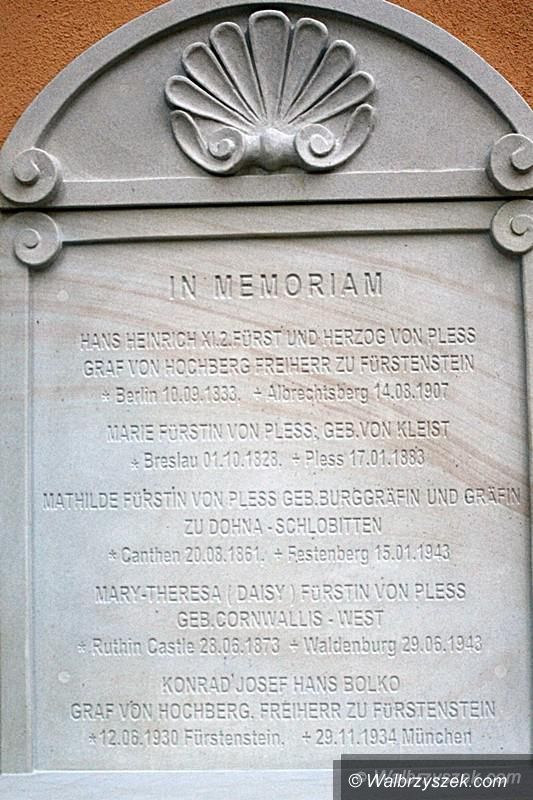 IN MEMORIAM
HANS HEINRICH XI.2.FÜRST UND HERZOG VON PLESS
GRAF VON HOCHBERG FREIHERR ZU FÜRSTENSTEIN
* Berlin 10.09.1833. + Albrechtsberg 14.08.1907
MARIE FÜRSTIN VON PLESS; GEB.VON KLEIST
* Breslau 01.10.1828. + Pless 17.01.1883
MATHILDE FÜRSTIN VON PLESS GEB.BURGGRÄFIN UND GRÄFIN
ZU DOHNA - SCHLOBITTEN
* Canthen 20.08.1861. + Festenberg 15.01.1943
MARY-THERESA ( DAISY ) FÜRSTIN VON PLESS
GEB.CORNWALLIS - WEST
* Ruthin Castle 28.06.1873 + Waldenburg 29.06.1943
KONRAD JOSEF HANS BOLKO
GRAF VON HOCHBERG, FREIHERR ZU FÜRSTENSTEIN
*12.06.1930 Fürstenstein, + 29.11.1934 München
© Walbrzyszek.com